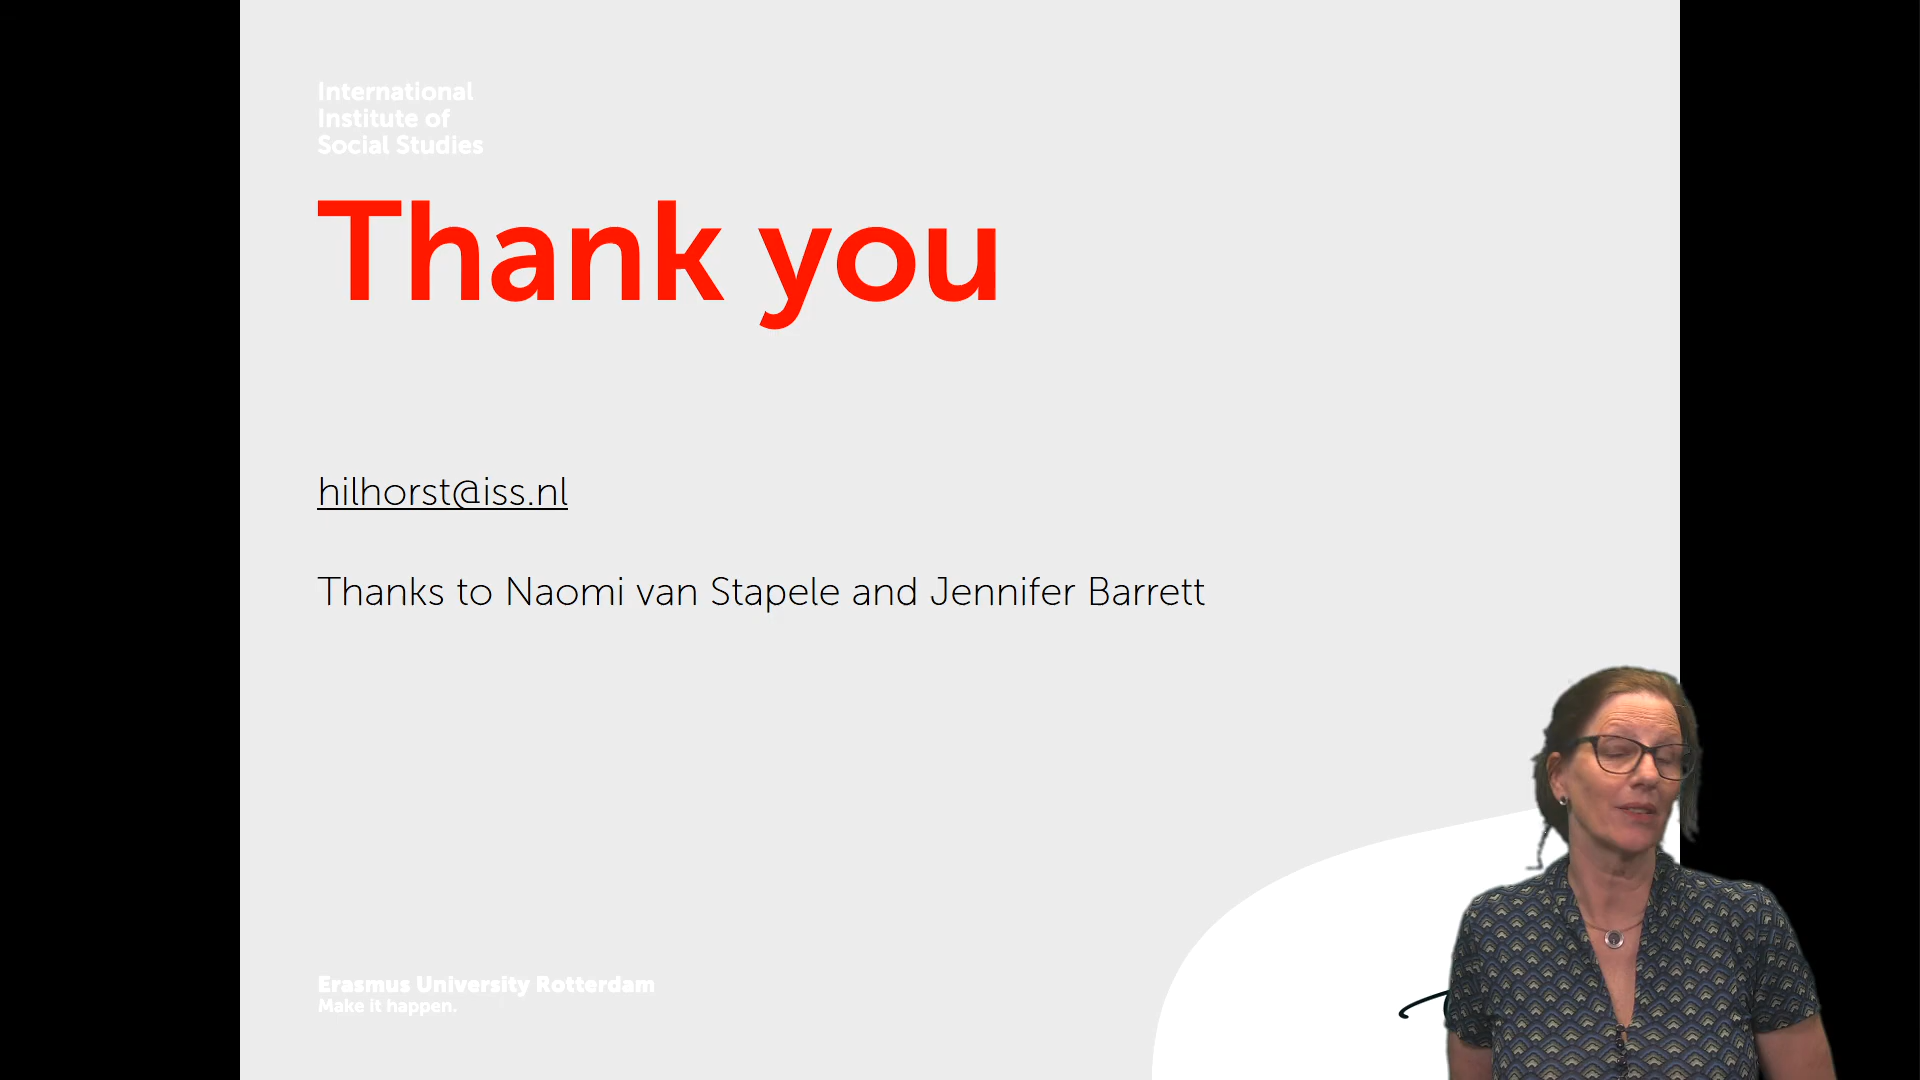 International
Institute of
Social Studies
Thank you
hilhorst@iss.nl
Thanks to Naomi van Stapele and Jennifer Barrett
Erasmus University Rotterdam
Make it happen.